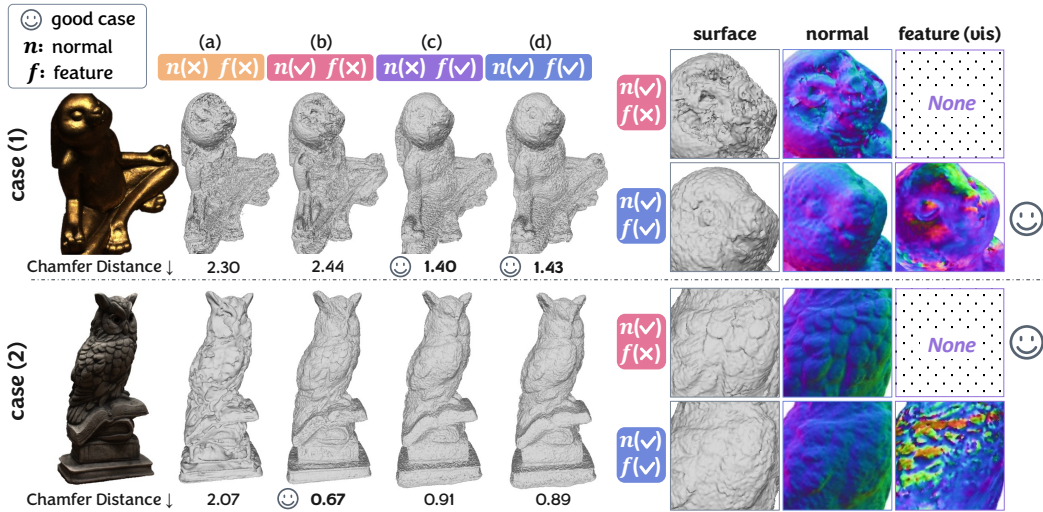 good case
n: normal
f: feature
(a) (b) (c) (d)
n(×) f(×) n(✓) f(×) n(×) f(✓) n(✓) f(✓)
surface normal feature (vis)
case (1)
n(✓)
f(×)
None
n(✓)
f(✓)
Chamfer Distance ↓ 2.30 2.44 1.40 1.43
case (2)
n(✓)
f(×)
None
n(✓)
f(✓)
Chamfer Distance ↓ 2.07 0.67 0.91 0.89